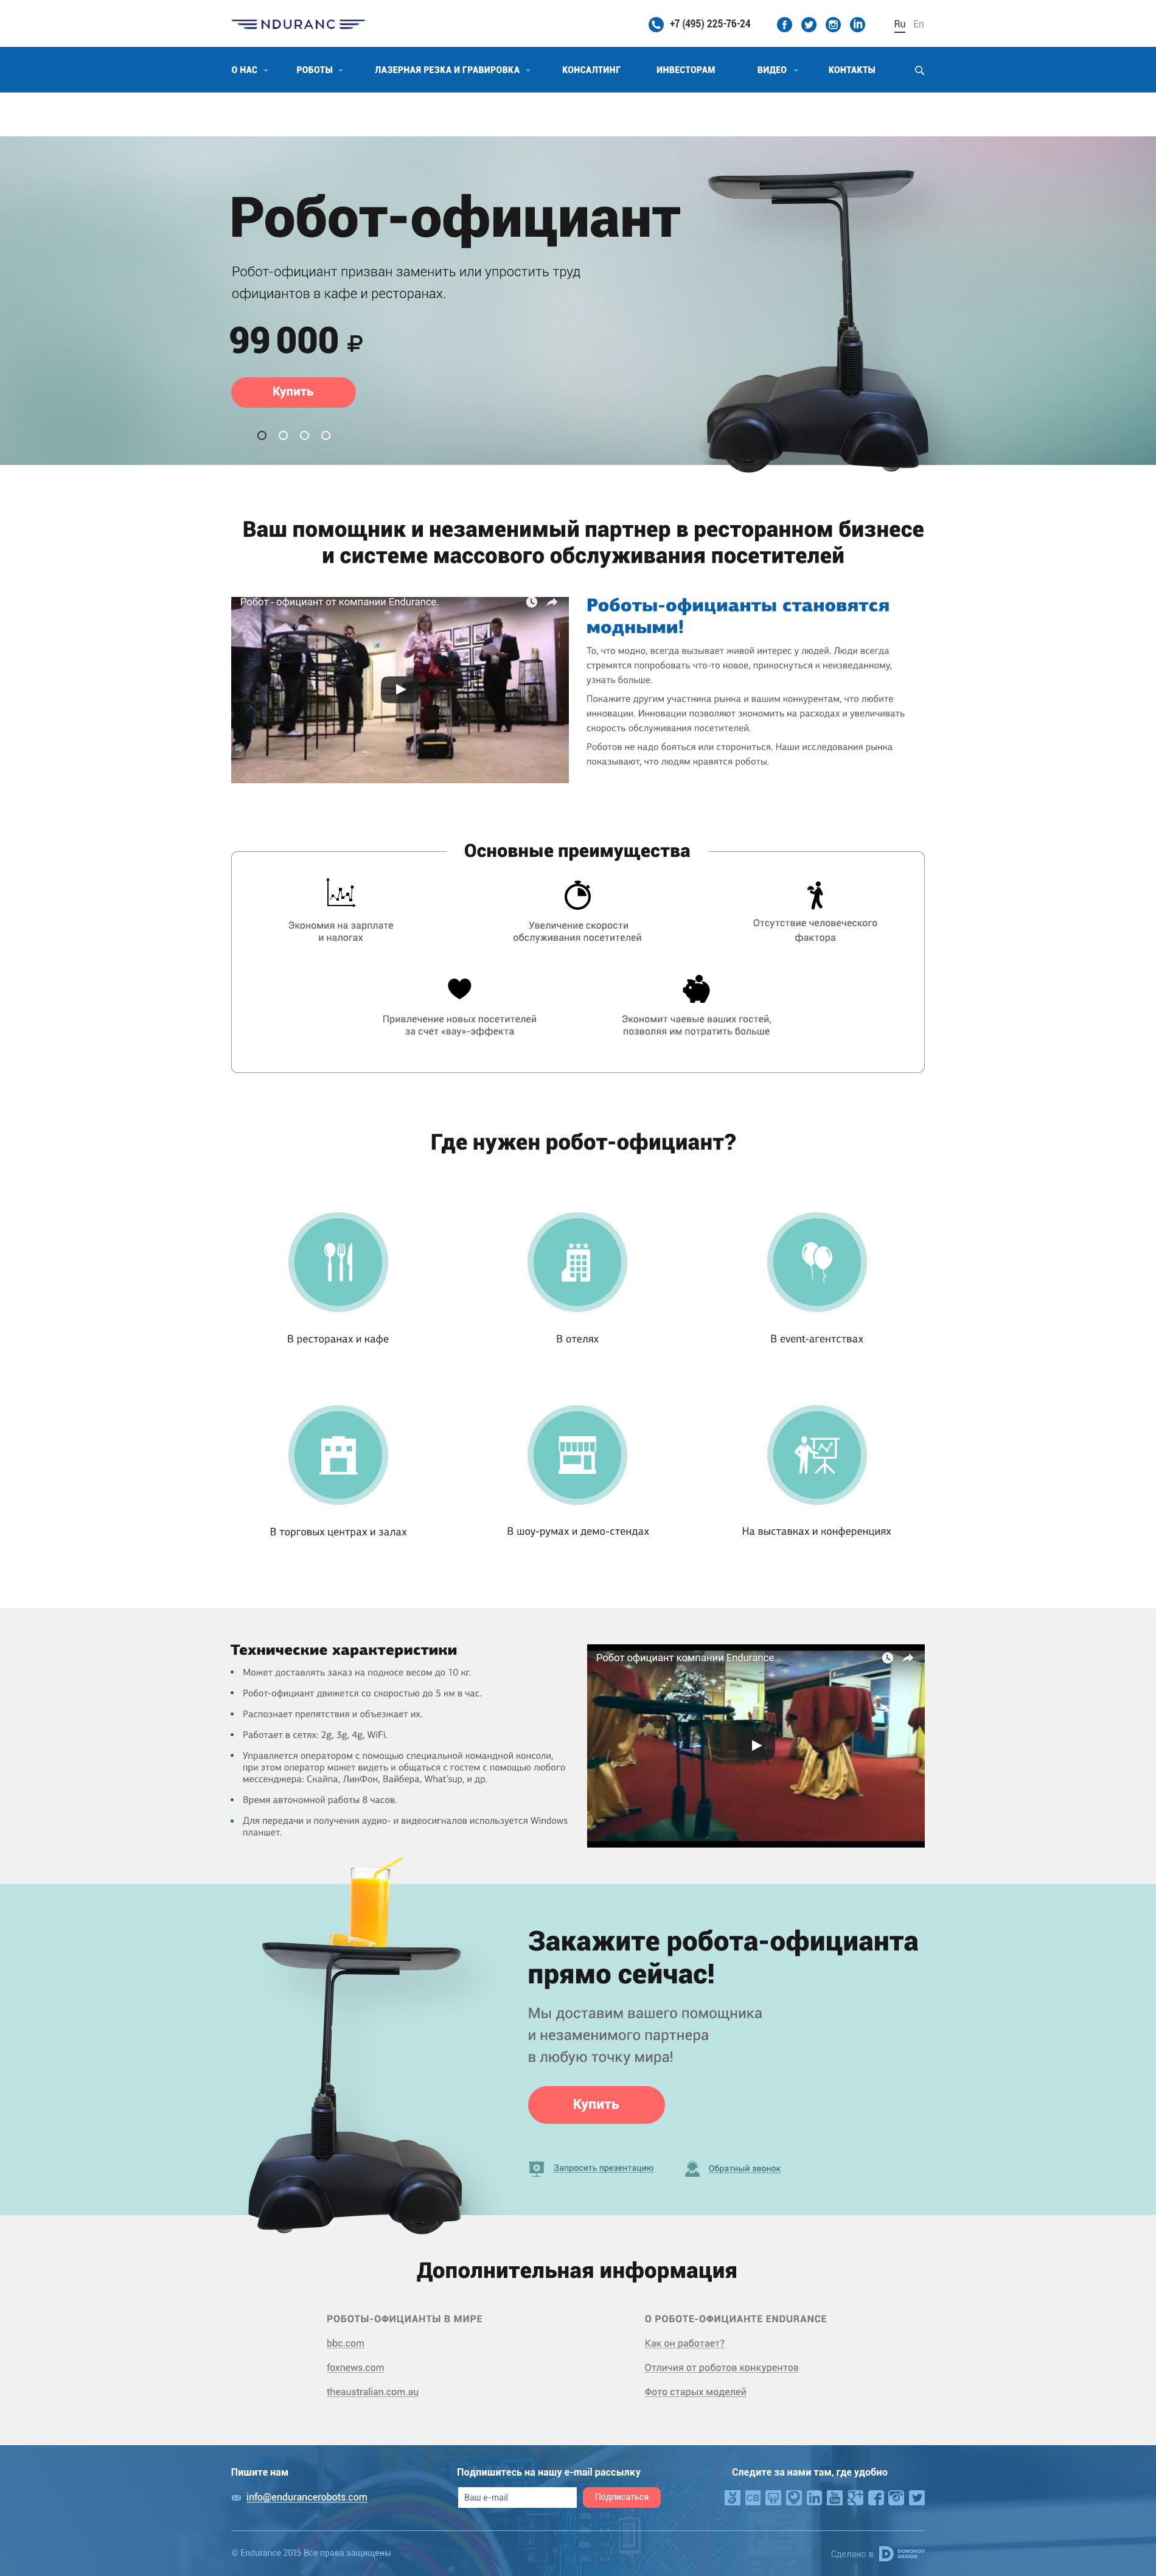 NDURANC
+7 (495) 225-76-24
Ru En
О НАС РОБОТЫ ЛАЗЕРНАЯ РЕЗКА И ГРАВИРОВКА КОНСАЛТИНГ ИНВЕСТОРАМ ВИДЕО КОНТАКТЫ
Робот-официант
Робот-официант призван заменить или упростить труд
официантов в кафе и ресторанах.
99 000 ₽
Купить
Ваш помощник и незаменимый партнер в ресторанном бизнесе
и системе массового обслуживания посетителей
Робот - официант от компании Endurance.
Роботы-официанты становятся
модными!
То, что модно, всегда вызывает живой интерес у людей. Люди всегда
стремятся попробовать что-то новое, прикоснуться к неизведанному,
узнать больше.
Покажите другим участника рынка и вашим конкурентам, что любите
инновации. Инновации позволяют экономить на расходах и увеличивать
скорость обслуживания посетителей.
Роботов не надо бояться или сторониться. Наши исследования рынка
показывают, что людям нравятся роботы.
Основные преимущества
Экономия на зарплате
и налогах
Увеличение скорости
обслуживания посетителей
Отсутствие человеческого
фактора
Привлечение новых посетителей
за счет «вау»-эффекта
Экономит чаевые ваших гостей,
позволяя им потратить больше
Где нужен робот-официант?
В ресторанах и кафе
В отелях
В event-агентствах
В торговых центрах и залах
В шоу-румах и демо-стендах
На выставках и конференциях
Технические характеристики
Может доставлять заказ на подносе весом до 10 кг.
Робот-официант движется со скоростью до 5 км в час.
Распознает препятствия и объезжает их.
Работает в сетях: 2g, 3g, 4g, WiFi.
Управляется оператором с помощью специальной командной консоли,
при этом оператор может видеть и общаться с гостем с помощью любого
мессенджера: Скайпа, ЛинФон, Вайбера, What'sup, и др.
Время автономной работы 8 часов.
Для передачи и получения аудио- и видеосигналов используется Windows
планшет.
Робот официант компании Endurance
Закажите робота-официанта
прямо сейчас!
Мы доставим вашего помощника
и незаменимого партнера
в любую точку мира!
Купить
Запросить презентацию
Обратный звонок
Дополнительная информация
РОБОТЫ-ОФИЦИАНТЫ В МИРЕ
bbc.com
foxnews.com
theaustralian.com.au
О РОБОТЕ-ОФИЦИАНТЕ ENDURANCE
Как он работает?
Отличия от роботов конкурентов
Фото старых моделей
Пишите нам
info@endurancerobots.com
Подпишитесь на нашу e-mail рассылку
Ваш e-mail
Подписаться
Следите за нами там, где удобно
CB
in
You
© Endurance 2015 Все права защищены
Сделано в
DOROHOV
DESIGN